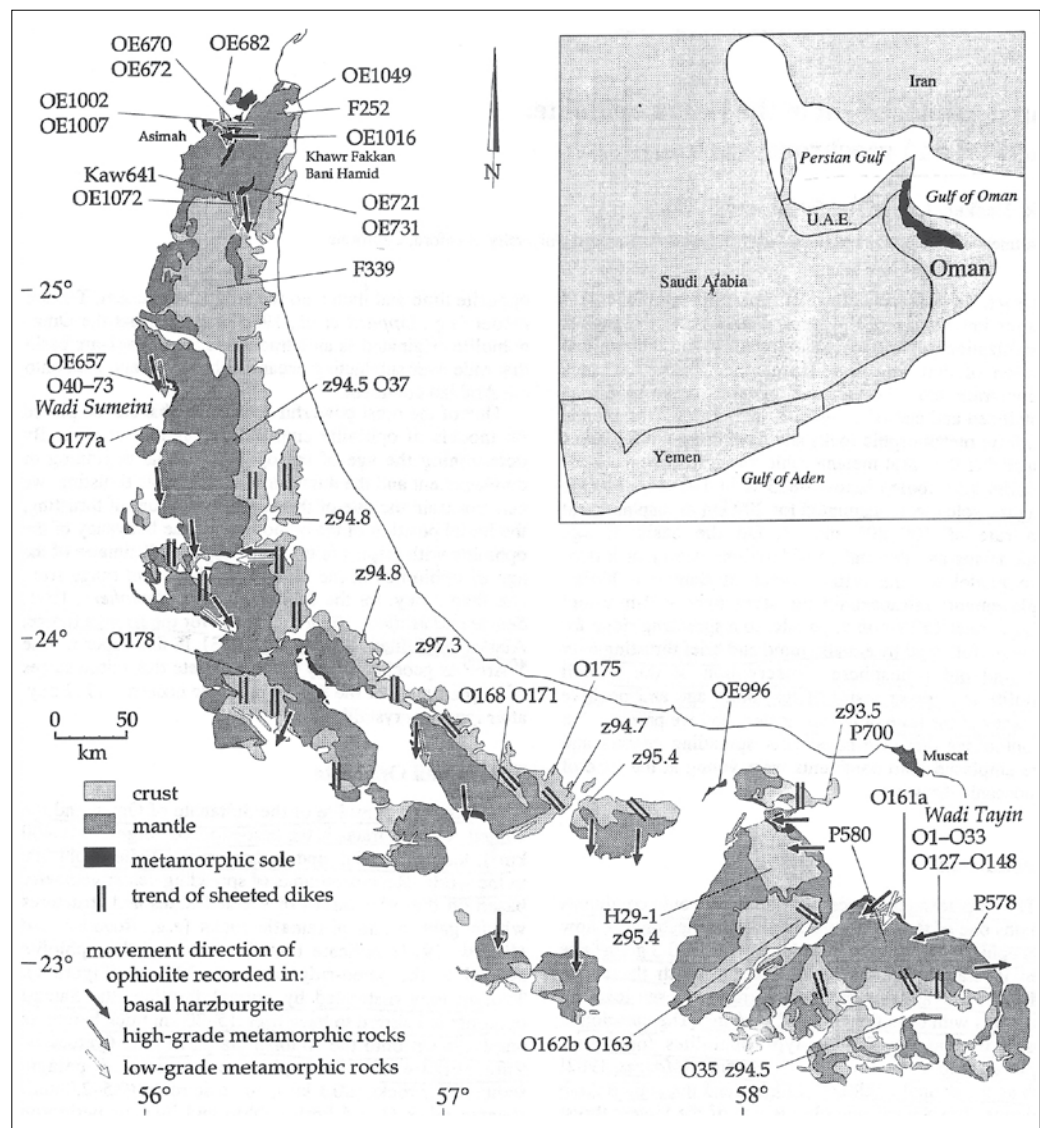 OE670
OE672
OE682
OE1049
F252
OE1002
OE1007
Asimah
OE1016
Khawr Fakkan
Bani Hamid
Kaw641
OE1072
OE721
OE731
F339
N
25°
OE657
O40–73
Wadi Sumeini
z94.5 O37
O177a
z94.8
z94.8
24°
O178
z97.3
O168 O171
O175
z94.7
z95.4
OE996
z93.5
P700
Muscat
O161a
Wadi Tayin
O1–O33
O127–O148
P580
P578
H29-1
z95.4
23°
O162b O163
O35 z94.5
0 50
km
crust
mantle
metamorphic sole
trend of sheeted dikes
movement direction of
ophiolite recorded in:
basal harzburgite
high-grade metamorphic rocks
low-grade metamorphic rocks
56°
57°
58°
Iran
Persian Gulf
Gulf of Oman
U.A.E.
Oman
Saudi Arabia
Yemen
Gulf of Aden